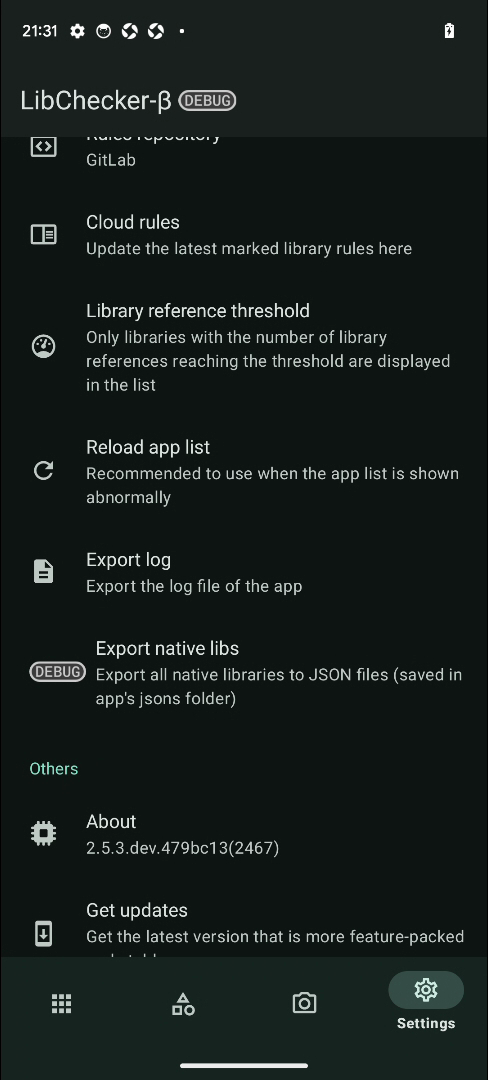 21:31
LibChecker-β DEBUG
Rules repository
GitLab
Cloud rules
Update the latest marked library rules here
Library reference threshold
Only libraries with the number of library
references reaching the threshold are displayed
in the list
Reload app list
Recommended to use when the app list is shown
abnormally
Export log
Export the log file of the app
DEBUG
Export native libs
Export all native libraries to JSON files (saved in
app's jsons folder)
Others
About
2.5.3.dev.479bc13(2467)
Get updates
Get the latest version that is more feature-packed
Settings